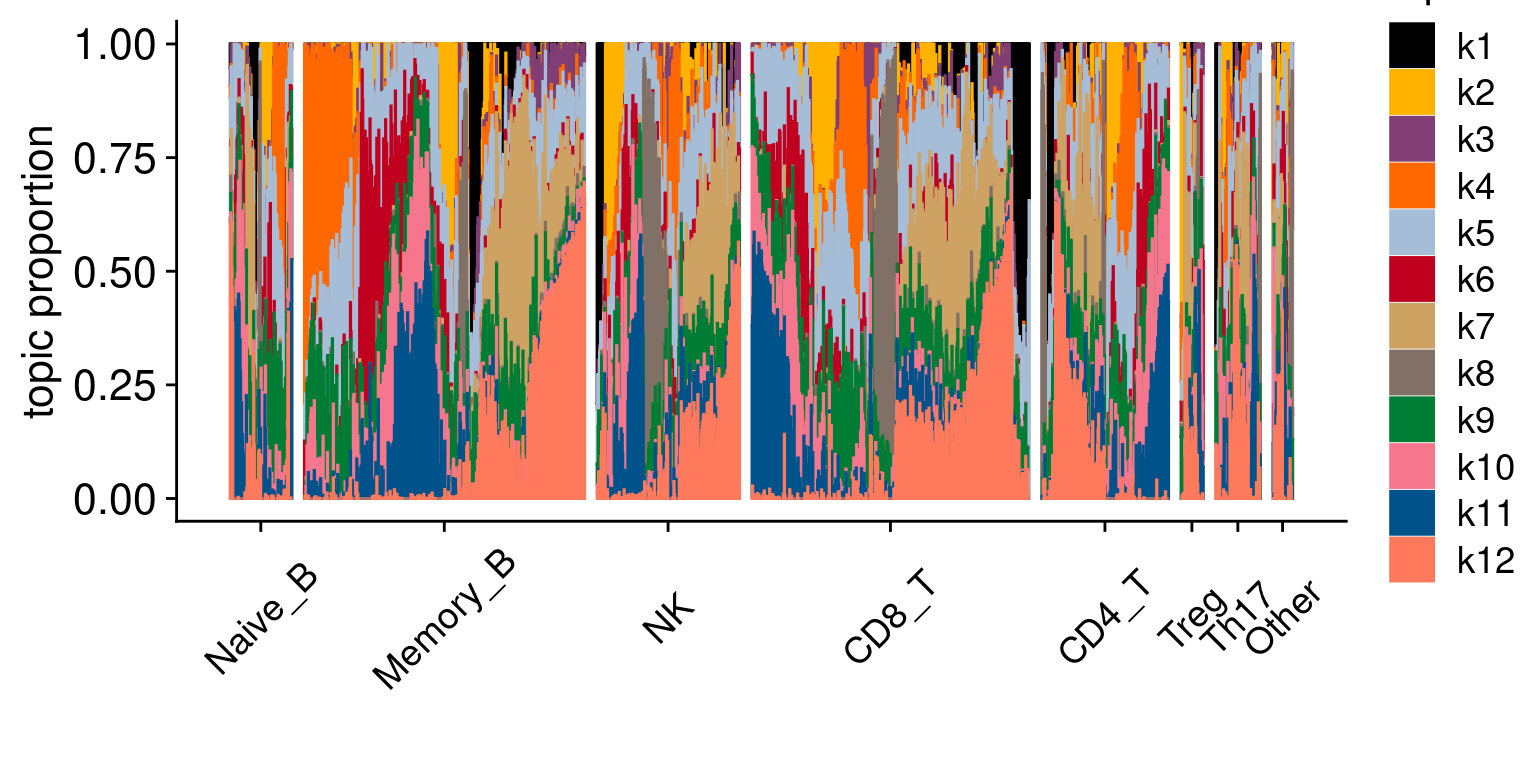 topic proportion
1.00
0.75
0.50
0.25
0.00
Naive_B
Memory_B
NK
CD8_T
CD4_T
Treg
Th17
Other
k1
k2
k3
k4
k5
k6
k7
k8
k9
k10
k11
k12